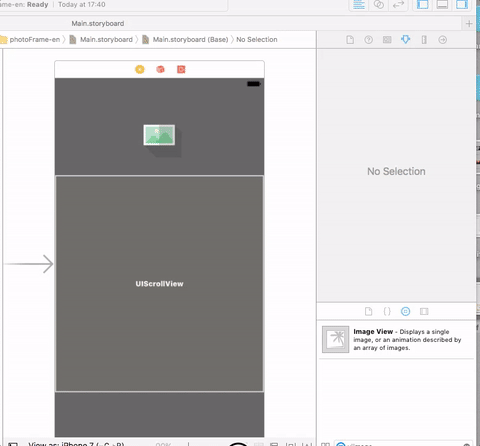 me-en: Ready | Today at 17:40
Main.storyboard
photoFrame-en 〉 Main.storyboard 〉 Main.storyboard (Base) 〉 No Selection
No Selection
UIScrollView
Image View - Displays a single
image, or an animation described by
an array of images.
View as: iPhone 7